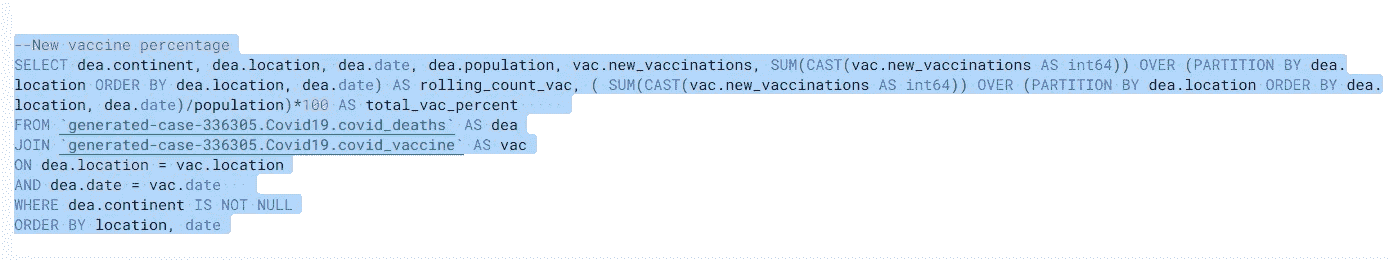 --New vaccine percentage
SELECT dea.continent, dea.location, dea.date, dea.population, vac.new_vaccinations, SUM(CAST(vac.new_vaccinations AS int64)) OVER (PARTITION BY dea.
location ORDER BY dea.location, dea.date) AS rolling_count_vac, ( SUM(CAST(vac.new_vaccinations AS int64)) OVER (PARTITION BY dea.location ORDER BY dea.
location, dea.date)/population)*100 AS total_vac_percent
FROM `generated-case-336305.Covid19.covid_deaths` AS dea
JOIN `generated-case-336305.Covid19.covid_vaccine` AS vac
ON dea.location = vac.location
AND dea.date = vac.date
WHERE dea.continent IS NOT NULL
ORDER BY location, date